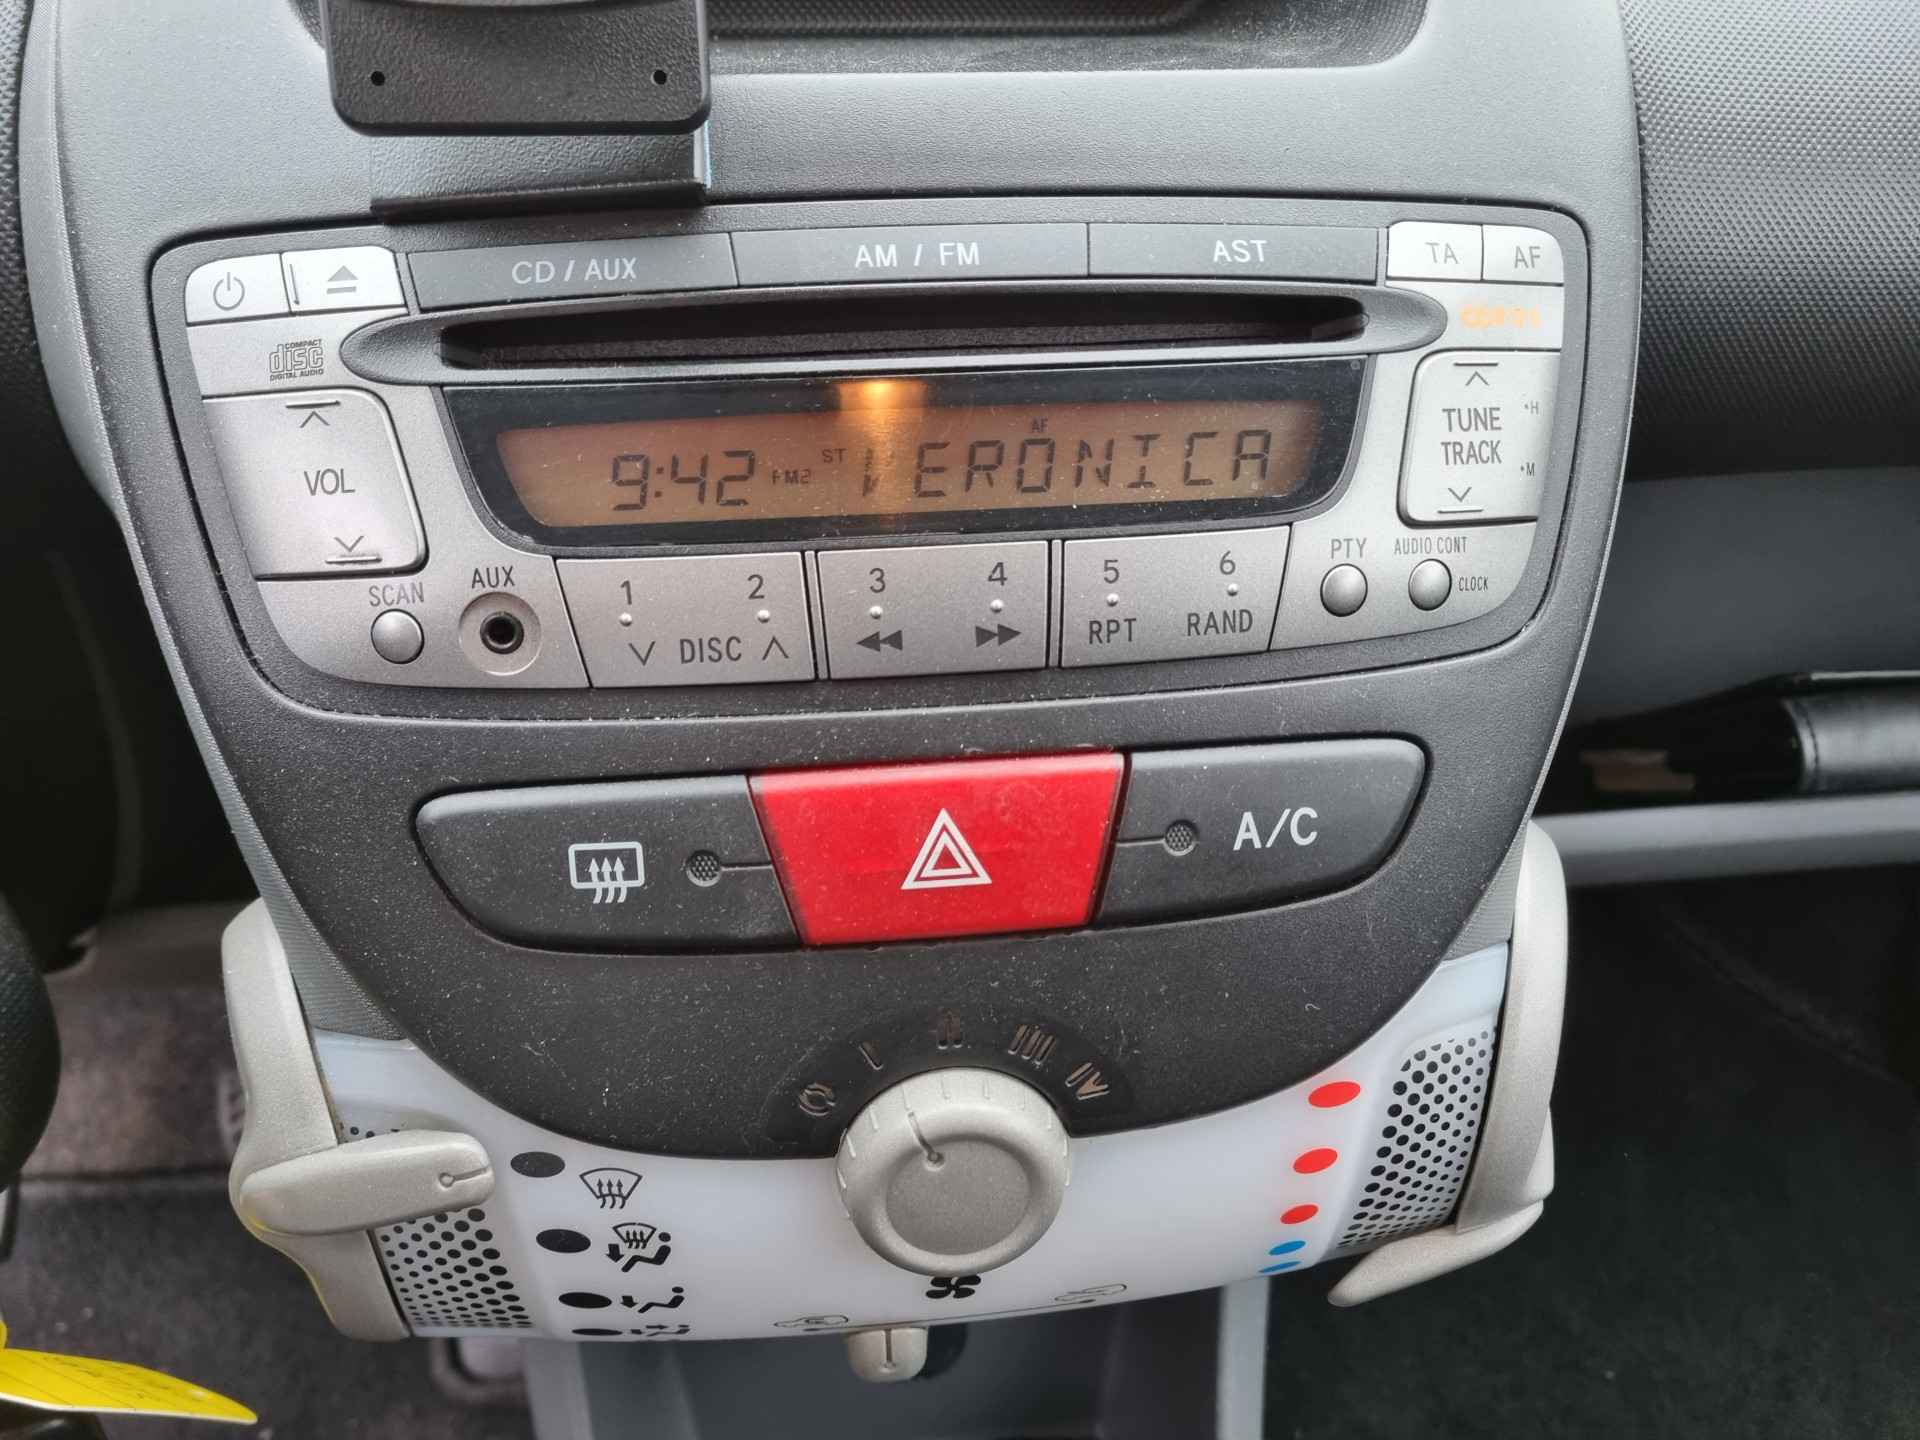 CD / AUX AM / FM AST TA AF
COMPACT
disc
DIGITAL AUDIO
VOL
9:42 FM2 ST AF VERONICA
TUNE
TRACK
•H
•M
SCAN AUX
1 2 3 4 5 6
DISC RPT RAND
PTY AUDIO CONT
CLOCK
A/C